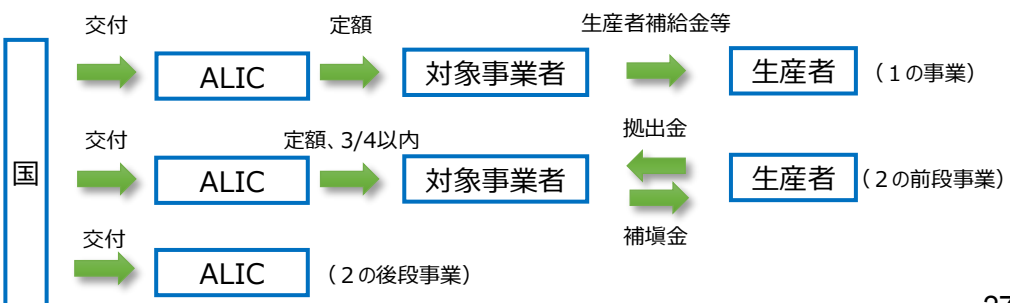 交付 定額 生産者補給金等
ALIC 対象事業者 生産者 (１の事業)
交付 定額、3/4以内 拠出金
国 ALIC 対象事業者 生産者 (２の前段事業)
交付 補塡金
ALIC (２の後段事業)